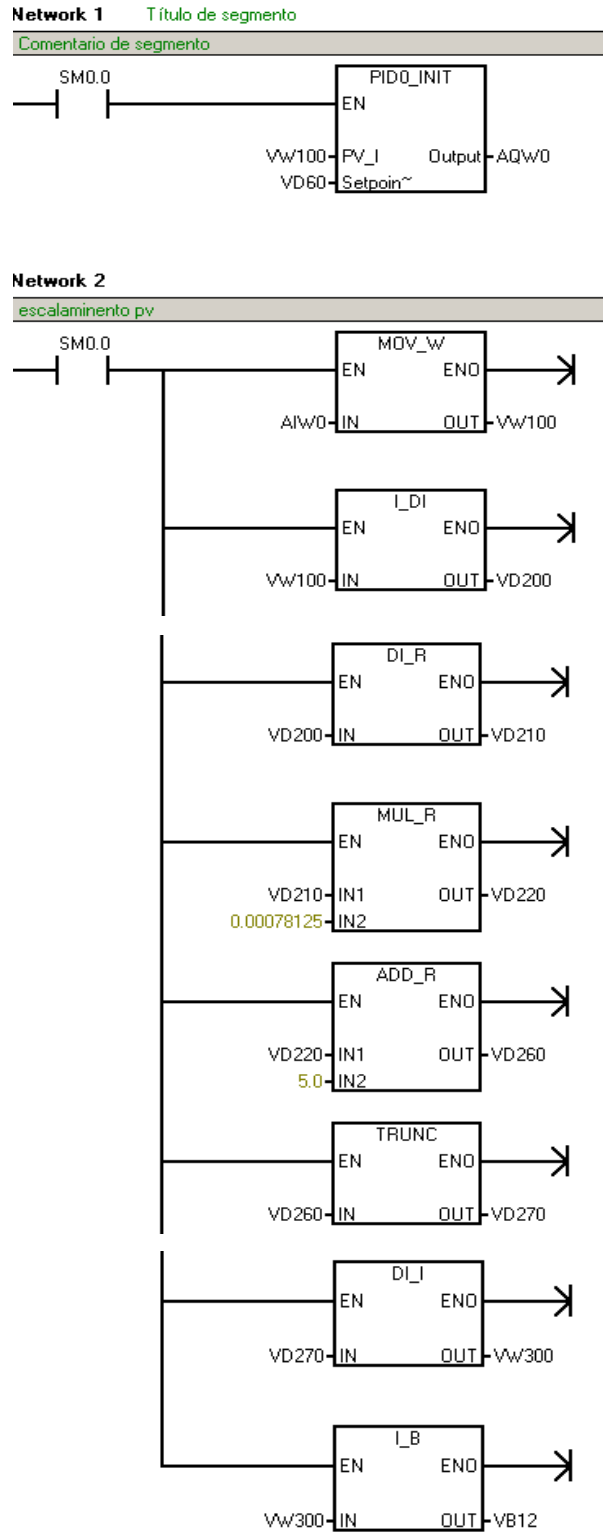 Network 1 Título de segmento
Comentario de segmento
SM0.0 PID0_INIT
EN
VW100 PV_I Output AQW0
VD60 Setpoin~
Network 2
escalaminento pv
SM0.0 MOV_W
EN ENO
AIW0 IN OUT VW100
I_DI
EN ENO
VW100 IN OUT VD200
DI_R
EN ENO
VD200 IN OUT VD210
MUL_R
EN ENO
VD210 IN1 OUT VD220
0.00078125 IN2
ADD_R
EN ENO
VD220 IN1 OUT VD260
5.0 IN2
TRUNC
EN ENO
VD260 IN OUT VD270
DI_I
EN ENO
VD270 IN OUT VW300
I_B
EN ENO
VW300 IN OUT VB12